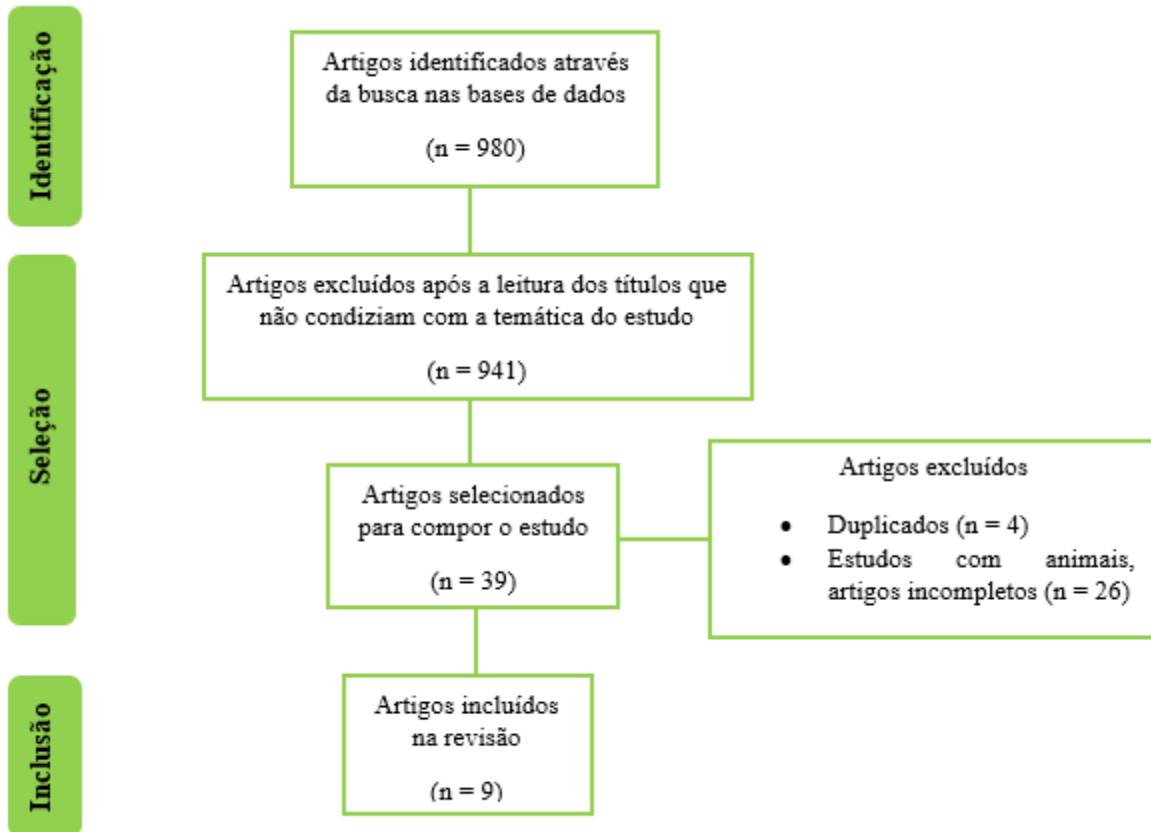 Identificação
Artigos identificados através
da busca nas bases de dados
(n = 980)
Seleção
Artigos excluídos após a leitura dos títulos que
não condiziam com a temática do estudo
(n = 941)
Artigos selecionados
para compor o estudo
(n = 39)
Artigos excluídos
• Duplicados (n = 4)
• Estudos com animais,
artigos incompletos (n = 26)
Inclusão
Artigos incluídos
na revisão
(n = 9)